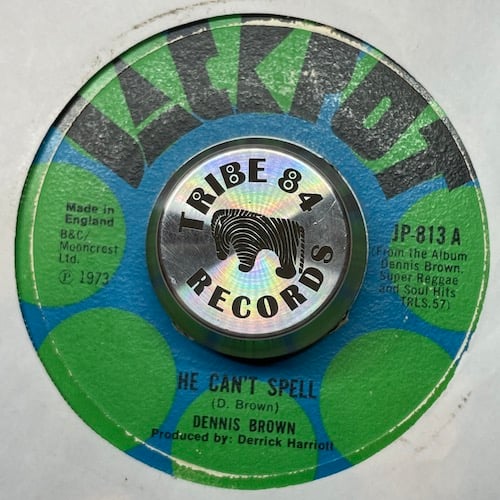 JACKPOT
TRIBE 84
RECORDS
Made in
England
B&C/
Mooncrest
Ltd.
℗ 1973
JP-813 A
(From the Album
Dennis Brown.
Super Reggae
and Soul Hits
TRLS.57)
HE CAN'T SPELL
(D. Brown)
DENNIS BROWN
Produced by: Derrick Harriott